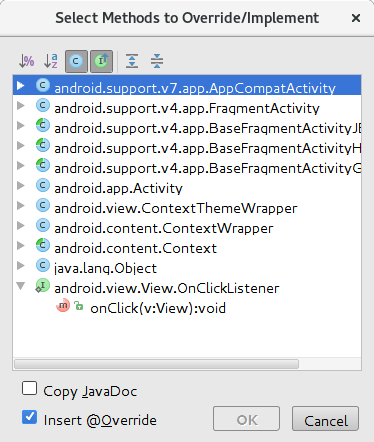 Select Methods to Override/Implement
android.support.v7.app.AppCompatActivity
android.support.v4.app.FragmentActivity
android.support.v4.app.BaseFragmentActivityJE
android.support.v4.app.BaseFragmentActivityH
android.support.v4.app.BaseFragmentActivityG
android.app.Activity
android.view.ContextThemeWrapper
android.content.ContextWrapper
android.content.Context
java.lang.Object
android.view.View.OnClickListener
onClick(v:View):void
Copy JavaDoc
Insert @Override
OK Cancel